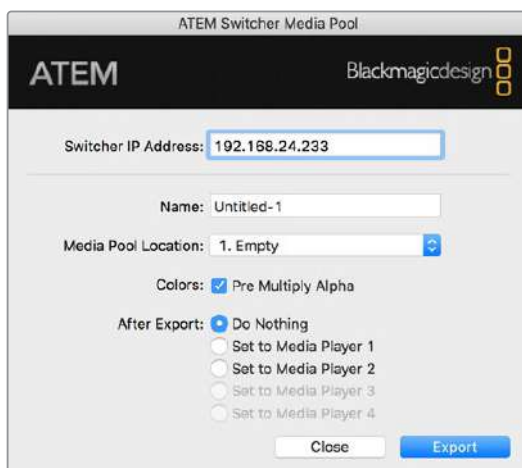 ATEM Switcher Media Pool
ATEM Blackmagicdesign
Switcher IP Address: 192.168.24.233
Name: Untitled-1
Media Pool Location: 1. Empty
Colors: Pre Multiply Alpha
After Export: Do Nothing
Set to Media Player 1
Set to Media Player 2
Set to Media Player 3
Set to Media Player 4
Close Export